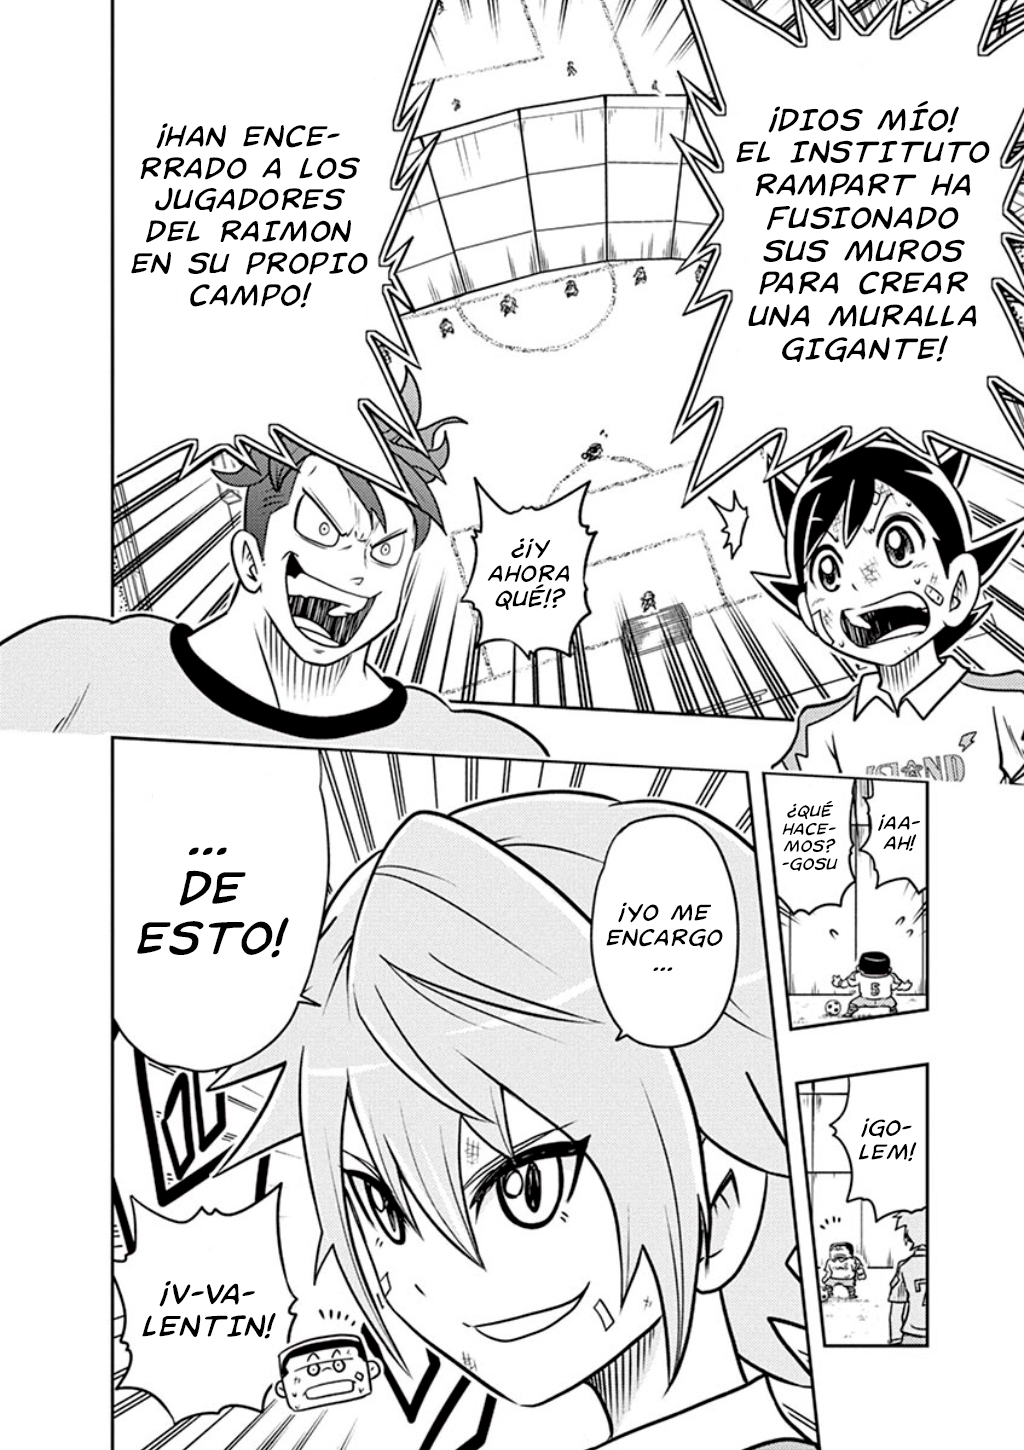 ¡DIOS MÍO!
EL INSTITUTO
RAMPART HA
FUSIONADO
SUS MUROS
PARA CREAR
UNA MURALLA
GIGANTE!
¡HAN ENCE-
RRADO A LOS
JUGADORES
DEL RAIMON
EN SU PROPIO
CAMPO!
¿¡Y
AHORA
QUÉ!?
ISLAND
¡AA-
AH!
¿QUÉ
HACE-
MOS?
-GOSU
5
¡GO-
LEM!
¡YO ME
ENCARGO
...
...
DE
ESTO!
¡V-VA-
LENTIN!